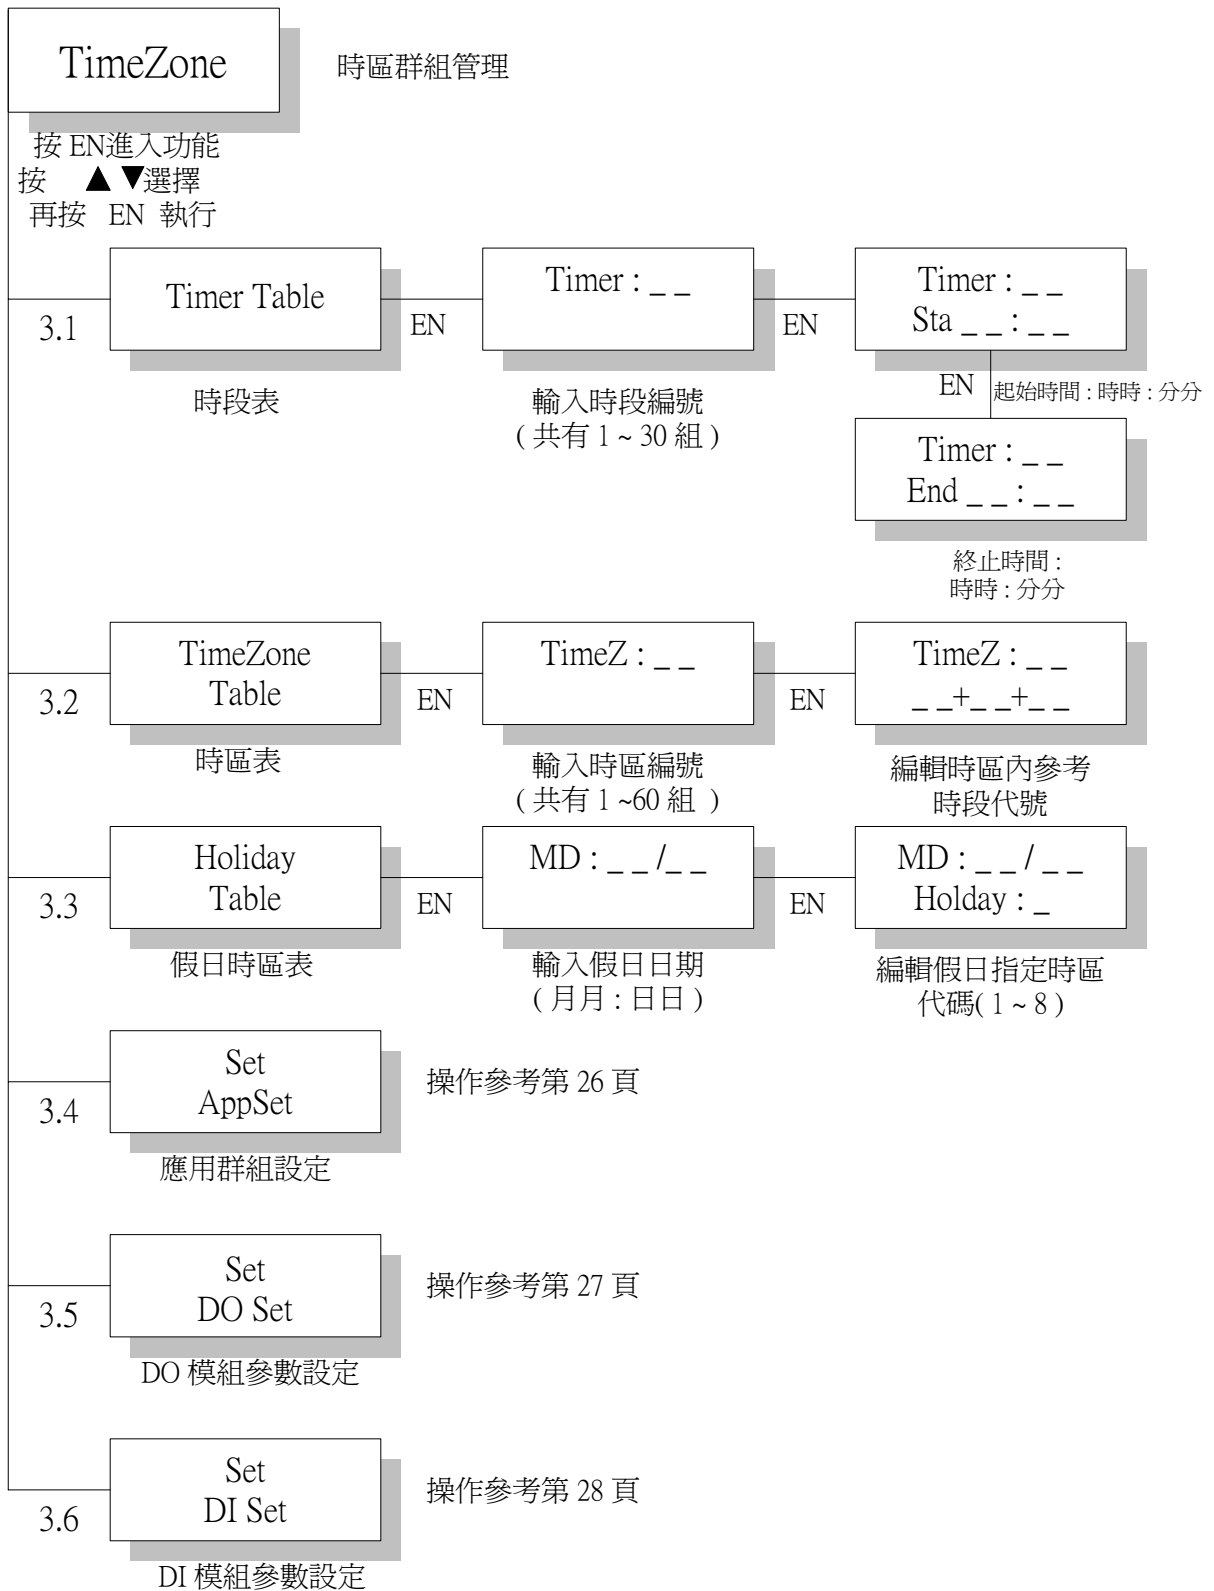 TimeZone
時區群組管理
按 EN進入功能
按 ▲ ▼選擇
再按 EN 執行
3.1
Timer Table
時段表
EN
Timer : _ _
輸入時段編號
( 共有 1 ~ 30 組 )
EN
Timer : _ _
Sta _ _ : _ _
EN
起始時間 : 時時 : 分分
Timer : _ _
End _ _ : _ _
終止時間 :
時時 : 分分
3.2
TimeZone
Table
時區表
EN
TimeZ : _ _
輸入時區編號
( 共有 1 ~60 組 )
EN
TimeZ : _ _
_ _+_ _+_ _
編輯時區內參考
時段代號
3.3
Holiday
Table
假日時區表
EN
MD : _ _ /_ _
輸入假日日期
( 月月 : 日日 )
EN
MD : _ _ / _ _
Holday : _
編輯假日指定時區
代碼( 1 ~ 8 )
3.4
Set
AppSet
應用群組設定
操作參考第 26 頁
3.5
Set
DO Set
DO 模組參數設定
操作參考第 27 頁
3.6
Set
DI Set
DI 模組參數設定
操作參考第 28 頁